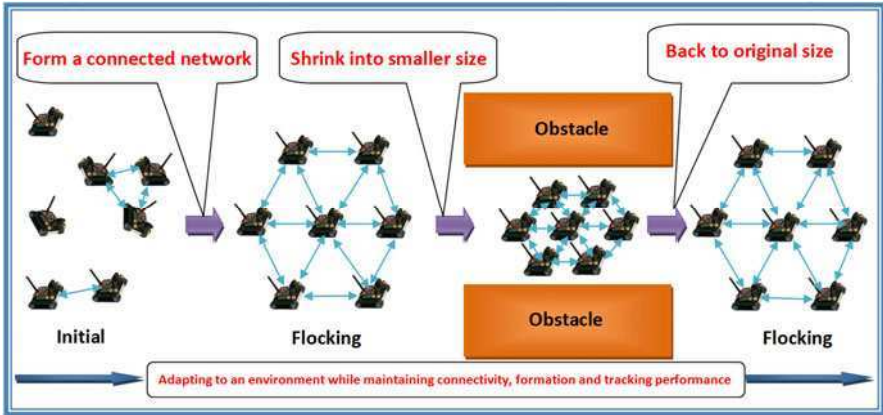 Form a connected network
Shrink into smaller size
Back to original size
Obstacle
Obstacle
Initial
Flocking
Flocking
Adapting to an environment while maintaining connectivity, formation and tracking performance